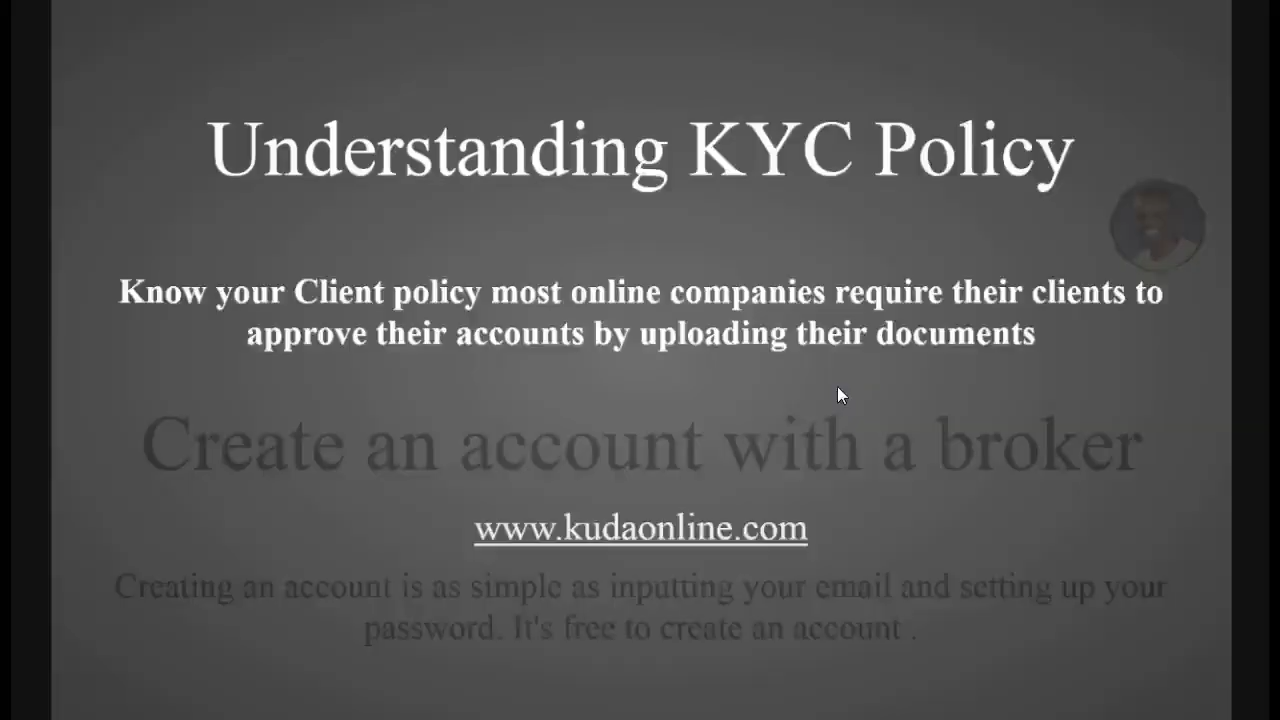 Understanding KYC Policy
Know your Client policy most online companies require their clients to
approve their accounts by uploading their documents
Create an account with a broker
www.kudaonline.com
Creating an account is as simple as inputting your email and setting up your
password. It's free to create an account .